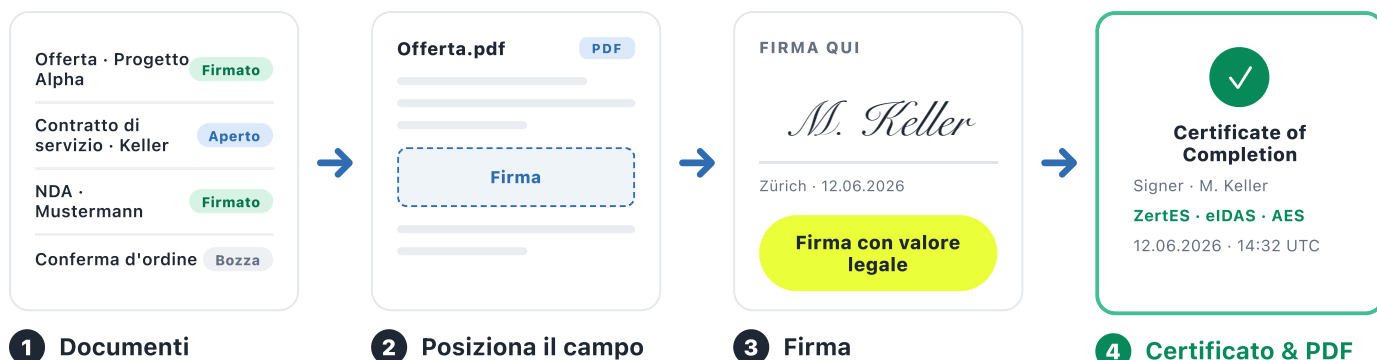 Offerta · Progetto
Alpha
Firmato
Contratto di
servizio · Keller
Aperto
NDA ·
Mustermann
Firmato
Conferma d'ordine
Bozza
1 Documenti
Offerta.pdf
PDF
Firma
2 Posiziona il campo
FIRMA QUI
M. Keller
Zürich · 12.06.2026
Firma con valore
legale
3 Firma
Certificate of
Completion
Signer · M. Keller
ZertES · eIDAS · AES
12.06.2026 · 14:32 UTC
4 Certificato & PDF